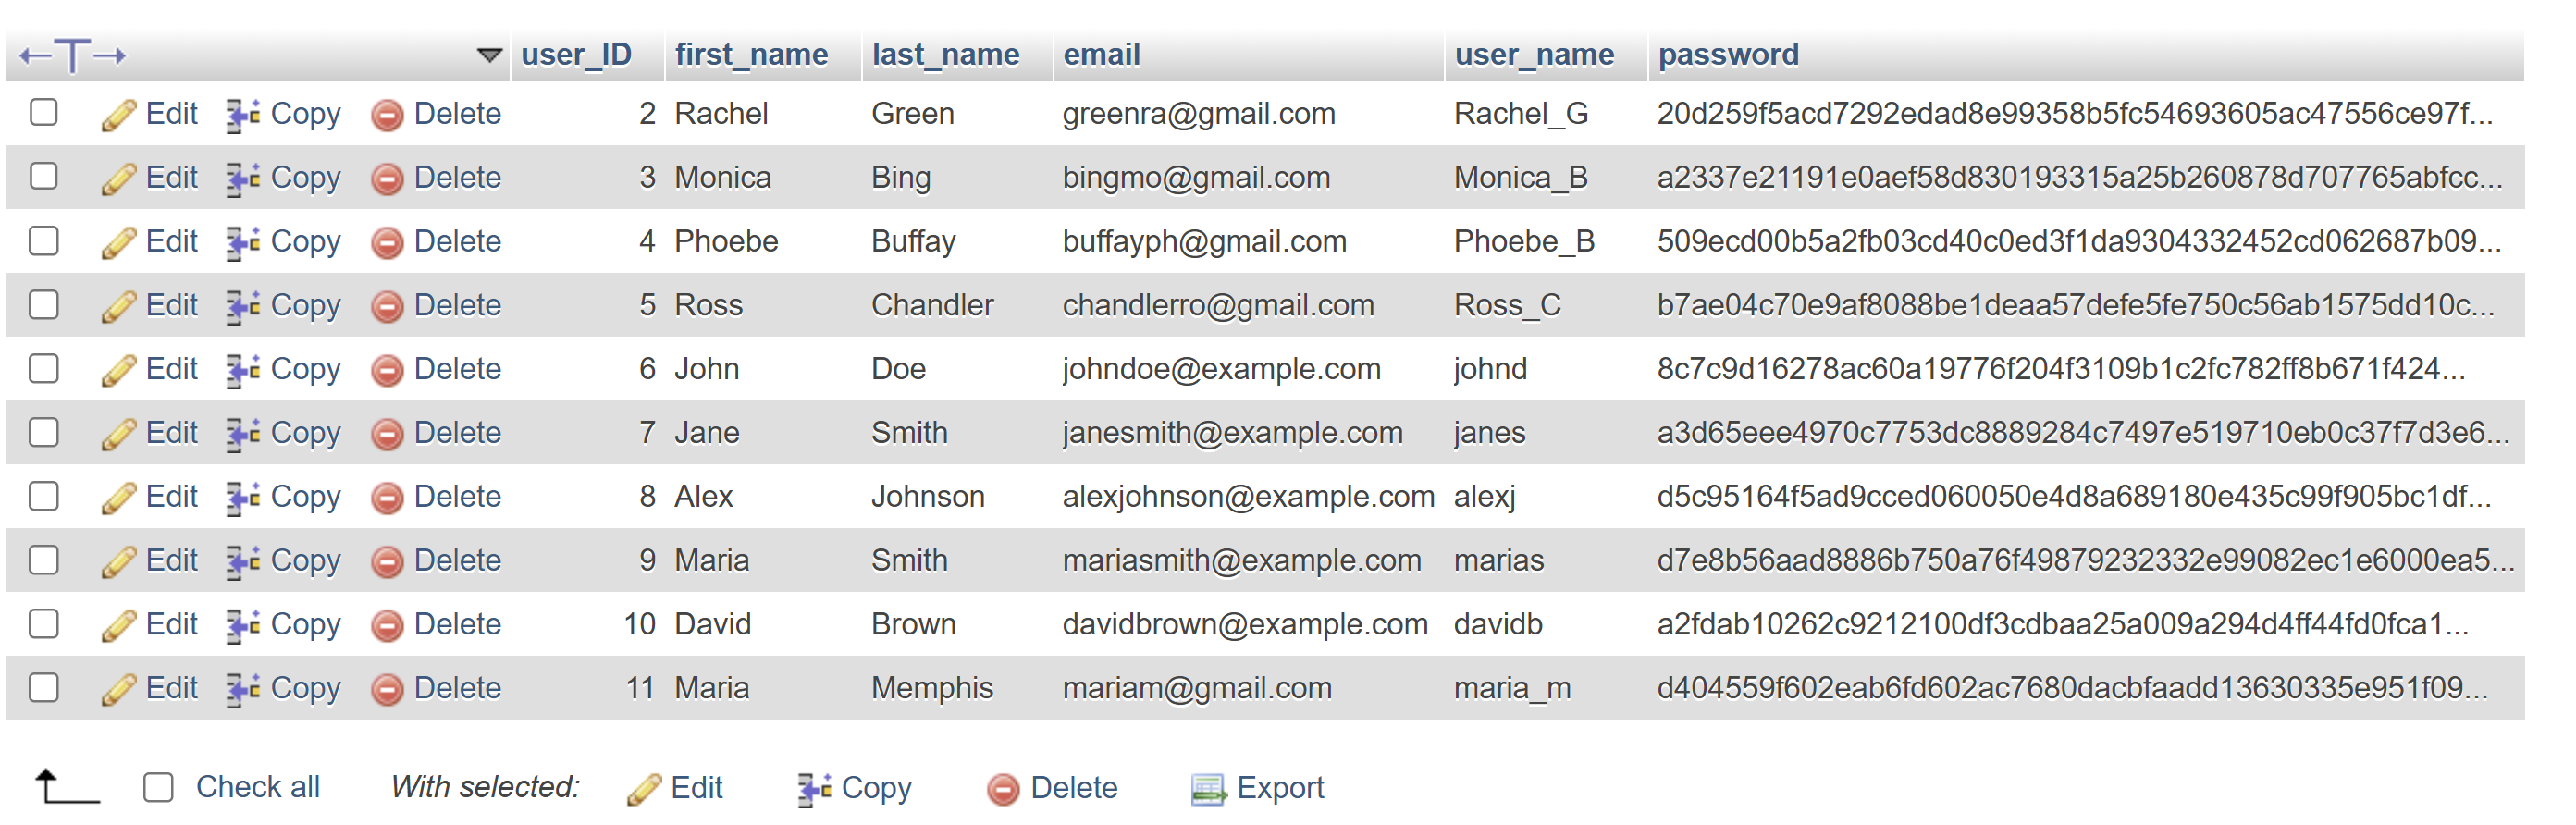 user_ID first_name last_name email user_name password
Edit Copy Delete 2 Rachel Green greenra@gmail.com Rachel_G 20d259f5acd7292edad8e99358b5fc54693605ac47556ce97f...
Edit Copy Delete 3 Monica Bing bingmo@gmail.com Monica_B a2337e21191e0aef58d830193315a25b260878d707765abfcc...
Edit Copy Delete 4 Phoebe Buffay buffayph@gmail.com Phoebe_B 509ecd00b5a2fb03cd40c0ed3f1da9304332452cd062687b09...
Edit Copy Delete 5 Ross Chandler chandlerro@gmail.com Ross_C b7ae04c70e9af8088be1deaa57defe5fe750c56ab1575dd10c...
Edit Copy Delete 6 John Doe johndoe@example.com johnd 8c7c9d16278ac60a19776f204f3109b1c2fc782ff8b671f424...
Edit Copy Delete 7 Jane Smith janesmith@example.com janes a3d65eee4970c7753dc8889284c7497e519710eb0c37f7d3e6...
Edit Copy Delete 8 Alex Johnson alexjohnson@example.com alexj d5c95164f5ad9cced060050e4d8a689180e435c99f905bc1df...
Edit Copy Delete 9 Maria Smith mariasmith@example.com marias d7e8b56aad8886b750a76f49879232332e99082ec1e6000ea5...
Edit Copy Delete 10 David Brown davidbrown@example.com davidb a2fdab10262c9212100df3cdbaa25a009a294d4ff44fd0fca1...
Edit Copy Delete 11 Maria Memphis mariam@gmail.com maria_m d404559f602eab6fd602ac7680dacbfaadd13630335e951f09...
Check all With selected: Edit Copy Delete Export